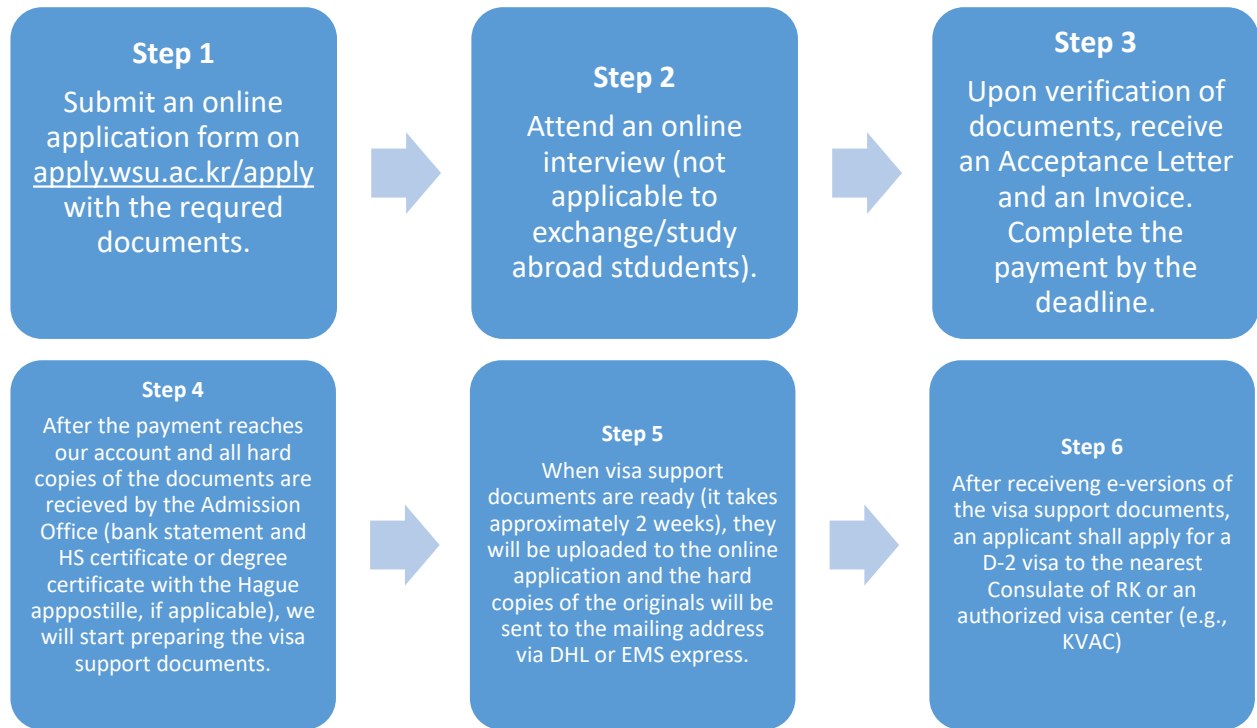 Step 1
Submit an online
application form on
apply.wsu.ac.kr/apply
with the requred
documents.
Step 2
Attend an online
interview (not
applicable to
exchange/study
abroad stdudents).
Step 3
Upon verification of
documents, receive
an Acceptance Letter
and an Invoice.
Complete the
payment by the
deadline.
Step 4
After the payment reaches
our account and all hard
copies of the documents are
recieved by the Admission
Office (bank statement and
HS certificate or degree
certificate with the Hague
apppostille, if applicable), we
will start preparing the visa
support documents.
Step 5
When visa support
documents are ready (it takes
approximately 2 weeks), they
will be uploaded to the online
application and the hard
copies of the originals will be
sent to the mailing address
via DHL or EMS express.
Step 6
After receiveng e-versions of
the visa support documents,
an applicant shall apply for a
D-2 visa to the nearest
Consulate of RK or an
authorized visa center (e.g.,
KVAC)